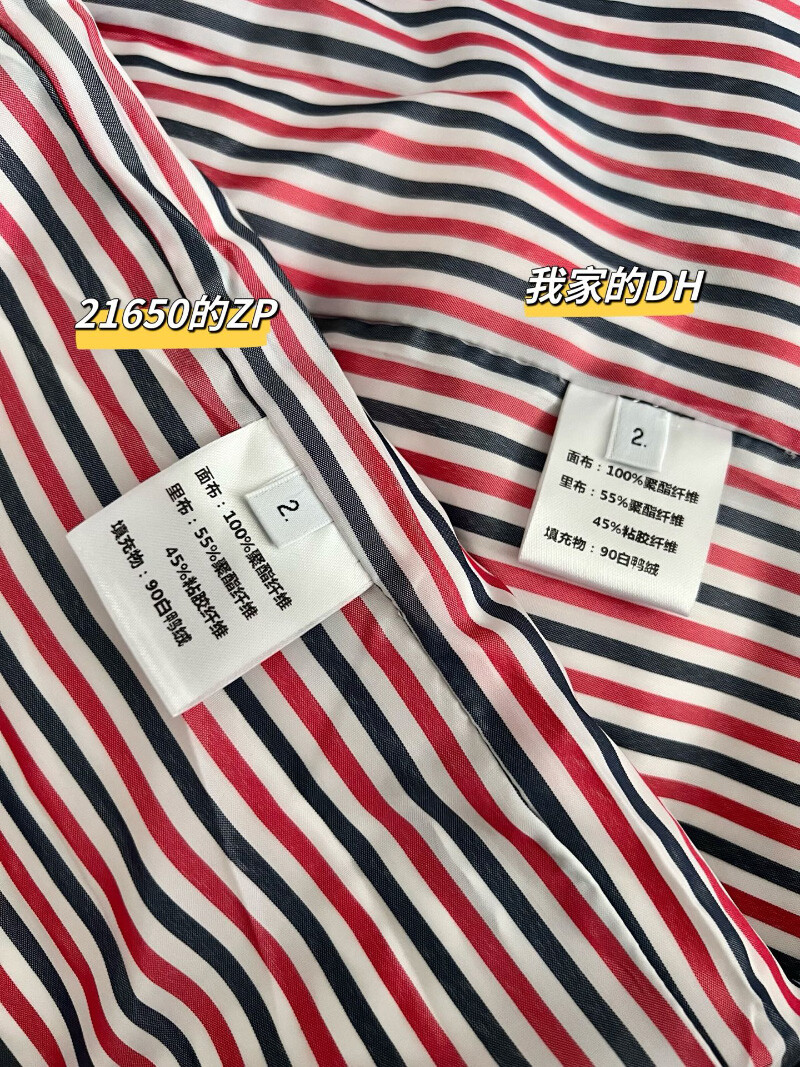 21650的ZP
我家的DH
2.
面布：100%聚酯纤维
里布：55%聚酯纤维
45%粘胶纤维
填充物：90白鸭绒
2.
面布：100%聚酯纤维
里布：55%聚酯纤维
45%粘胶纤维
填充物：90白鸭绒